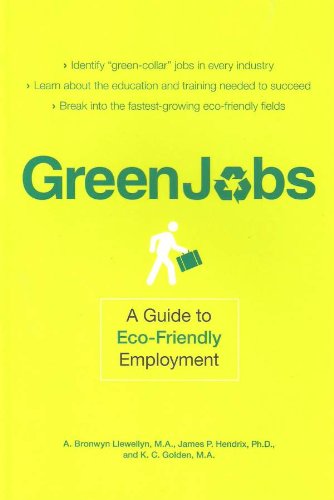 › Identify "green-collar" jobs in every industry
› Learn about the education and training needed to succeed
› Break into the fastest-growing eco-friendly fields
GreenJobs
A Guide to
Eco-Friendly
Employment
A. Bronwyn Llewellyn, M.A., James P. Hendrix, Ph.D.,
and K. C. Golden, M.A.